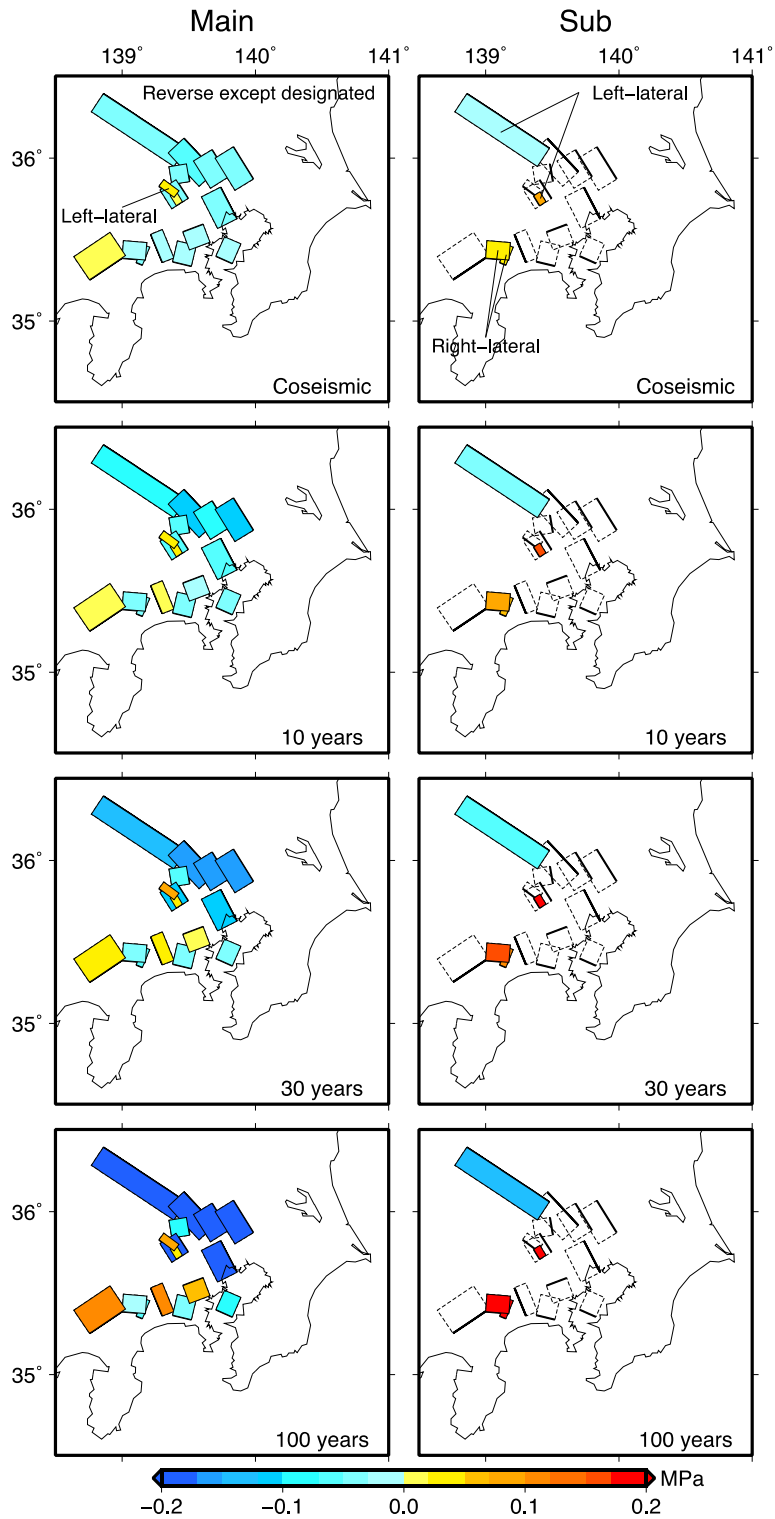 Main Sub
139° 140° 141° 139° 140° 141°
Reverse except designated
Left−lateral
36°
Left−lateral
35°
Right−lateral
Coseismic Coseismic
36°
35°
10 years 10 years
36°
35°
30 years 30 years
36°
35°
100 years 100 years
MPa
−0.2 −0.1 0.0 0.1 0.2